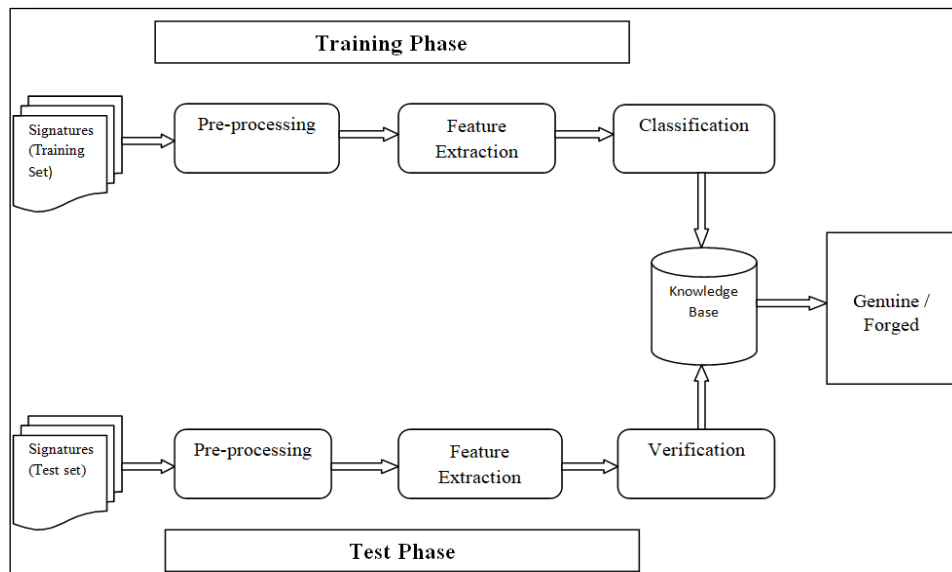 Training Phase
Signatures
(Training
Set)
Pre-processing
Feature
Extraction
Classification
Knowledge
Base
Genuine /
Forged
Signatures
(Test set)
Pre-processing
Feature
Extraction
Verification
Test Phase